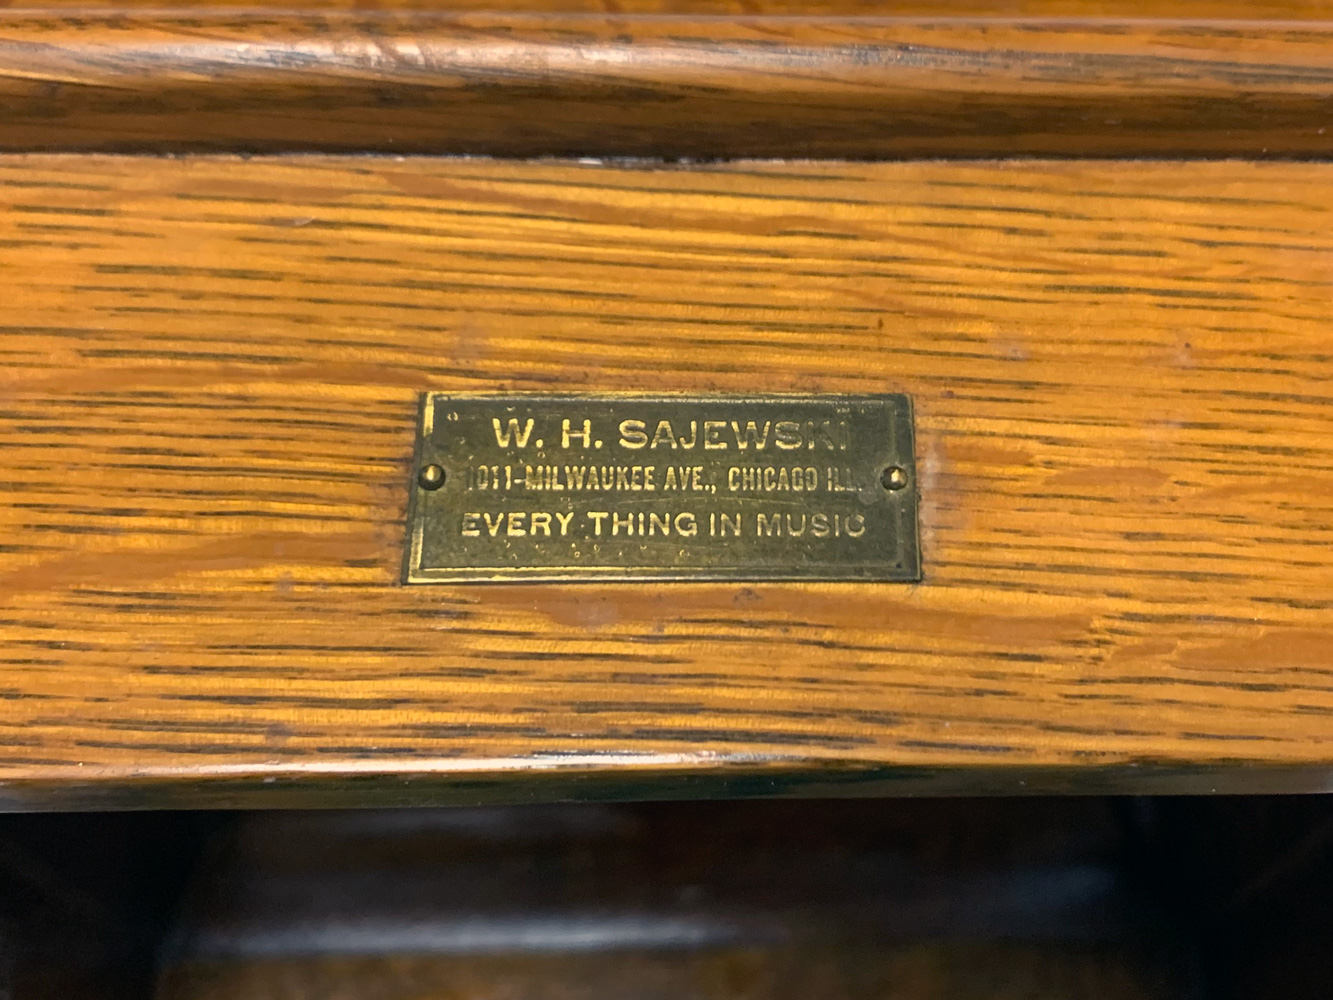 W. H. SAJEWSKI
1011-MILWAUKEE AVE., CHICAGO ILL.
EVERY THING IN MUSIC